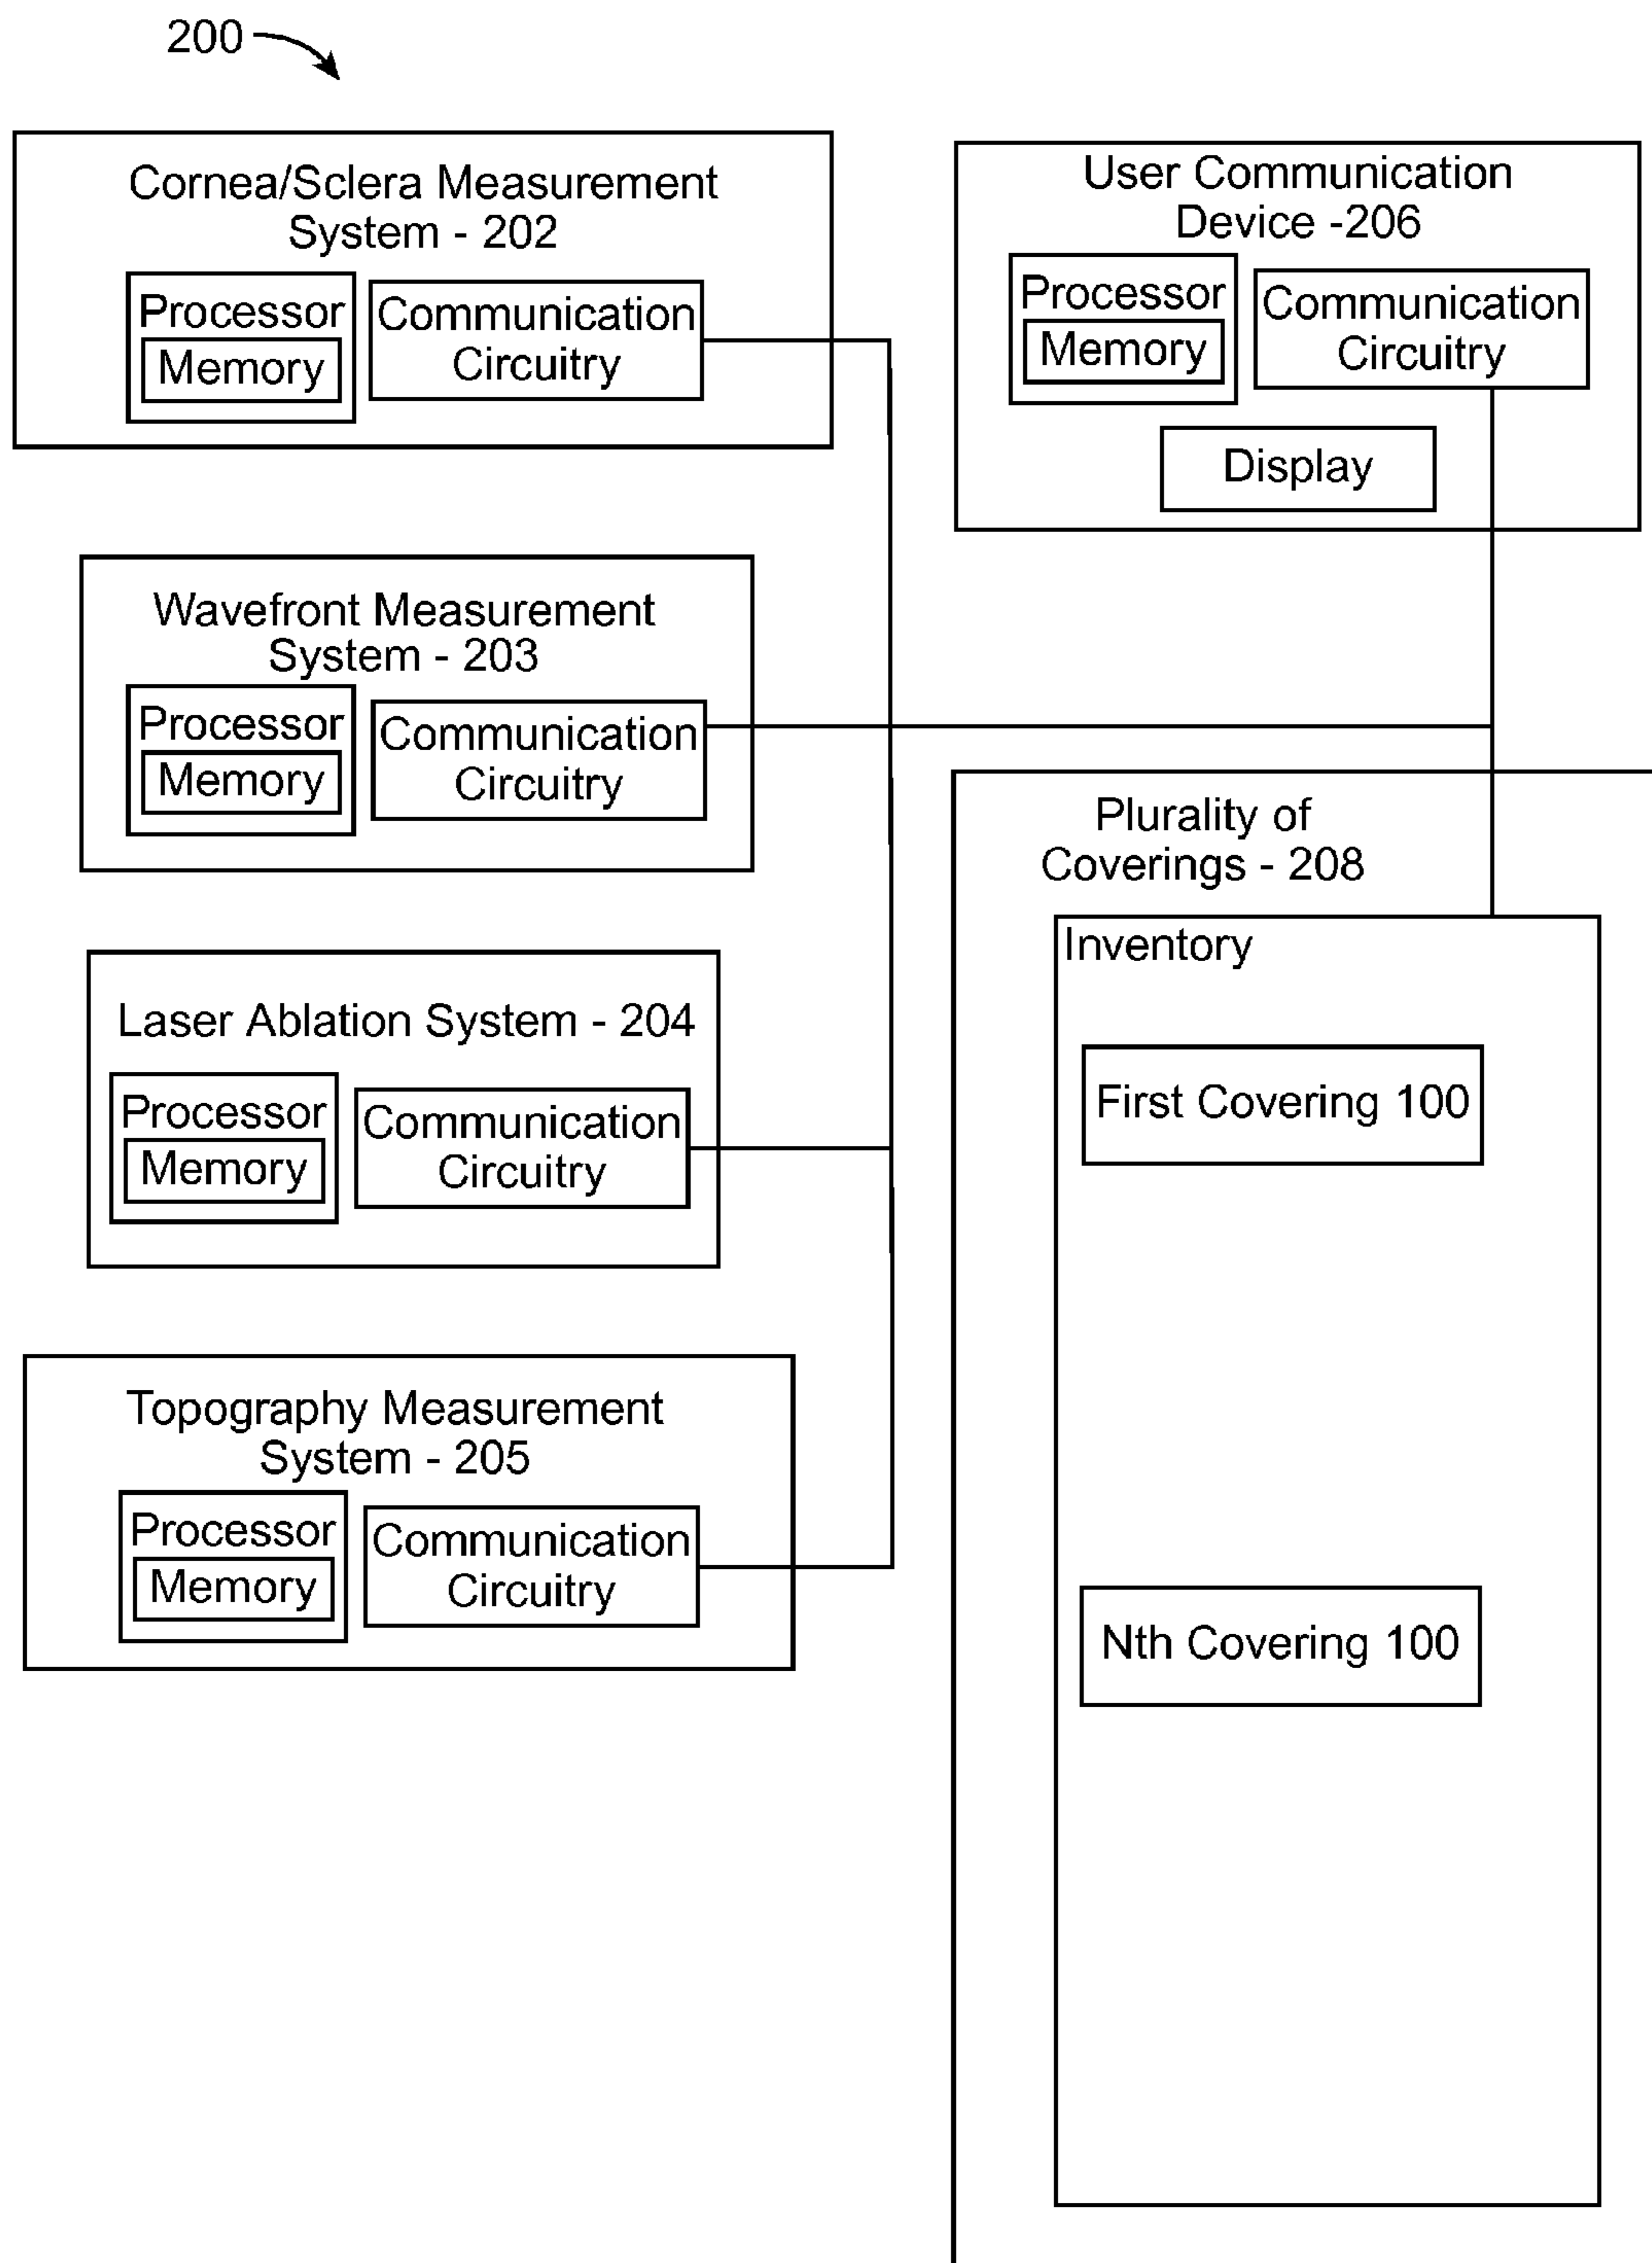 200
Cornea/Sclera Measurement
System - 202
Processor
Memory
Communication
Circuitry
User Communication
Device -206
Processor
Memory
Communication
Circuitry
Display
Wavefront Measurement
System - 203
Processor
Memory
Communication
Circuitry
Plurality of
Coverings - 208
Inventory
First Covering 100
Nth Covering 100
Laser Ablation System - 204
Processor
Memory
Communication
Circuitry
Topography Measurement
System - 205
Processor
Memory
Communication
Circuitry